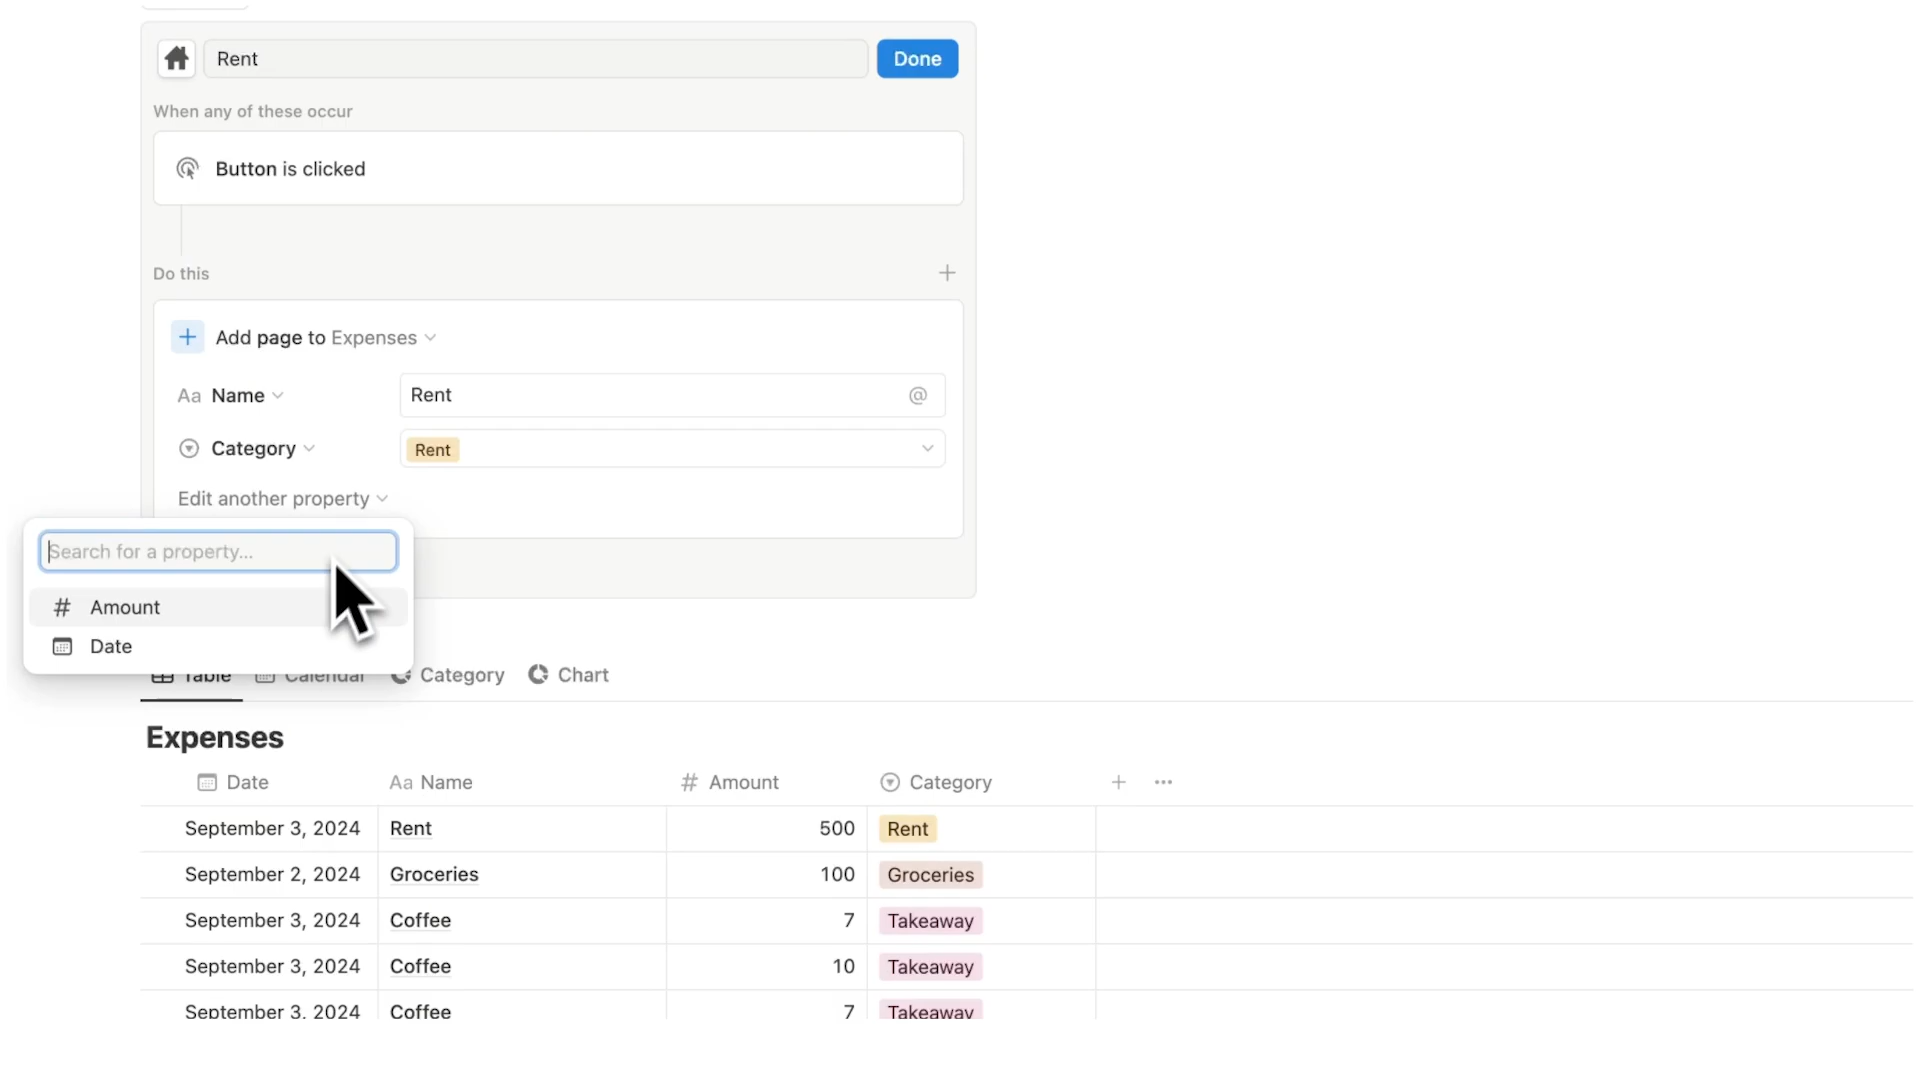 Rent
Done
When any of these occur
Button is clicked
Do this
Add page to Expenses
Aa Name
Rent
@
Category
Rent
Edit another property
Search for a property...
# Amount
Date
Table
Calendar
Category
Chart
Expenses
Date
Aa Name
# Amount
Category
September 3, 2024 Rent 500 Rent
September 2, 2024 Groceries 100 Groceries
September 3, 2024 Coffee 7 Takeaway
September 3, 2024 Coffee 10 Takeaway
September 3, 2024 Coffee 7 Takeaway